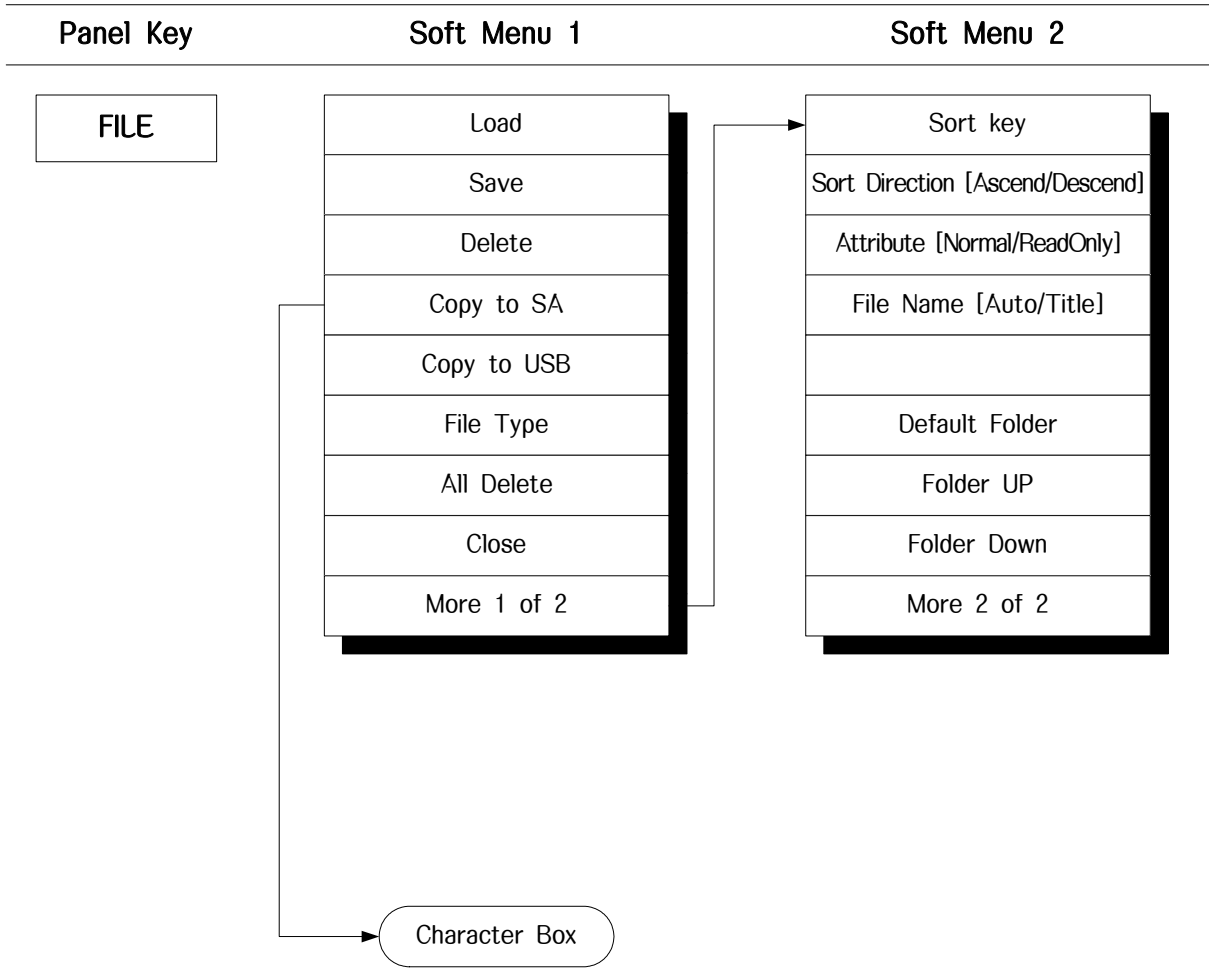 Panel Key
Soft Menu 1
Soft Menu 2
FILE
Load
Save
Delete
Copy to SA
Copy to USB
File Type
All Delete
Close
More 1 of 2
Sort key
Sort Direction [Ascend/Descend]
Attribute [Normal/ReadOnly]
File Name [Auto/Title]
Default Folder
Folder UP
Folder Down
More 2 of 2
Character Box